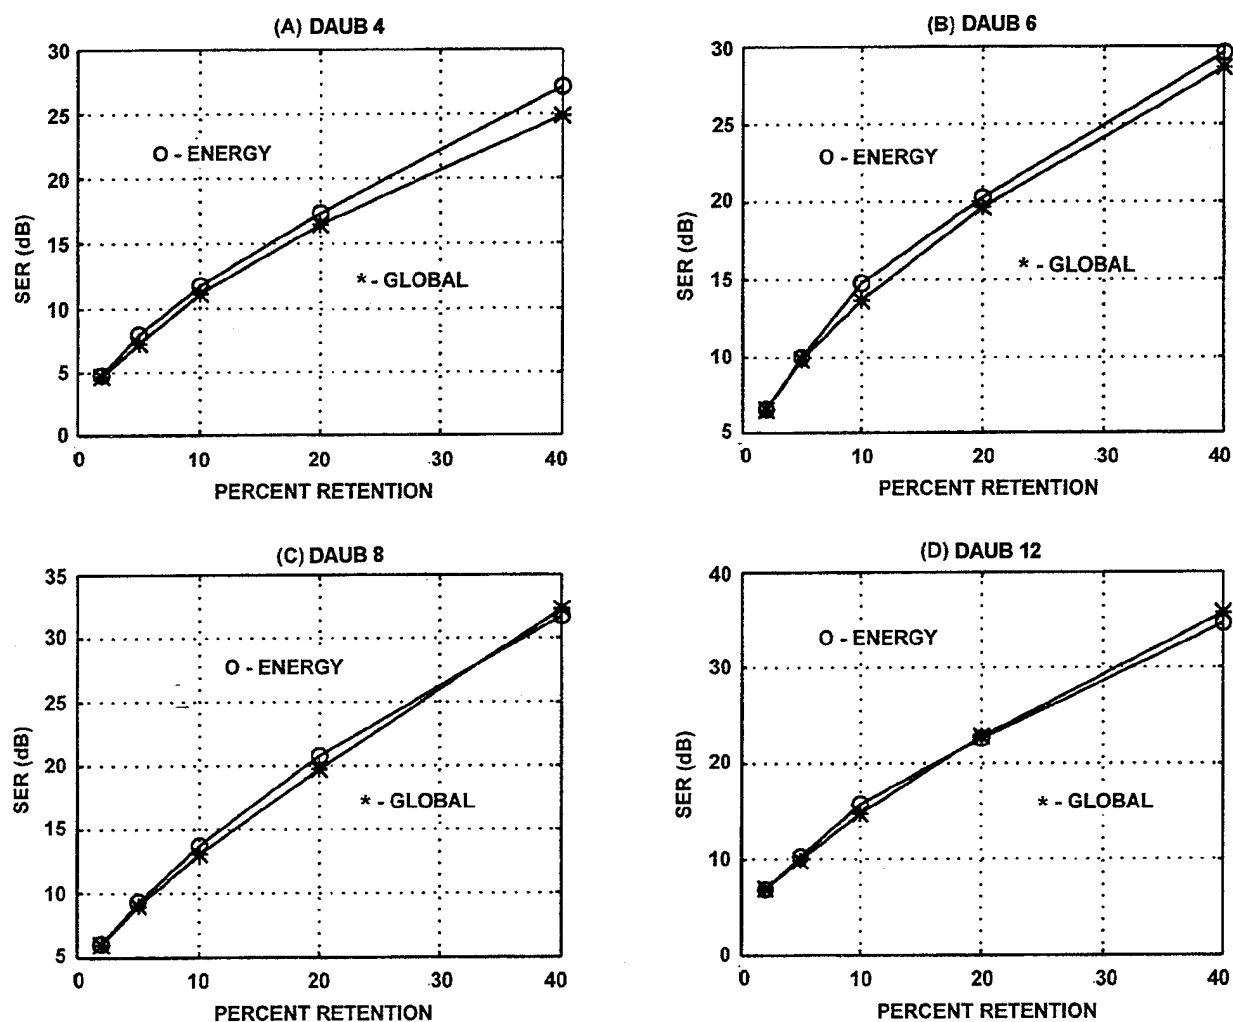 (A) DAUB 4
30
25
20
15
10
5
0
SER (dB)
O - ENERGY
* - GLOBAL
0 10 20 30 40
PERCENT RETENTION
(B) DAUB 6
30
25
20
15
10
5
SER (dB)
O - ENERGY
* - GLOBAL
0 10 20 30 40
PERCENT RETENTION
(C) DAUB 8
35
30
25
20
15
10
5
SER (dB)
O - ENERGY
* - GLOBAL
0 10 20 30 40
PERCENT RETENTION
(D) DAUB 12
40
30
20
10
0
SER (dB)
O - ENERGY
* - GLOBAL
0 10 20 30 40
PERCENT RETENTION